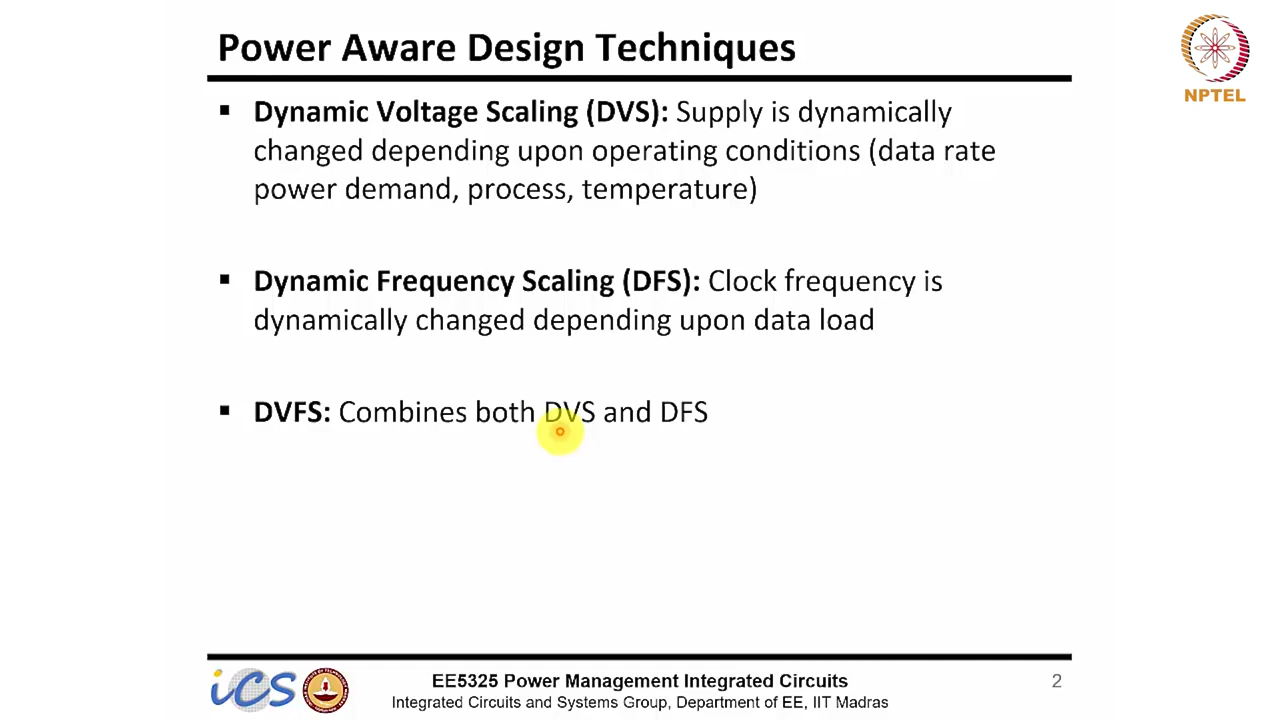 Power Aware Design Techniques
NPTEL
▪ Dynamic Voltage Scaling (DVS): Supply is dynamically
changed depending upon operating conditions (data rate
power demand, process, temperature)
▪ Dynamic Frequency Scaling (DFS): Clock frequency is
dynamically changed depending upon data load
▪ DVFS: Combines both DVS and DFS
ics
EE5325 Power Management Integrated Circuits
Integrated Circuits and Systems Group, Department of EE, IIT Madras
2